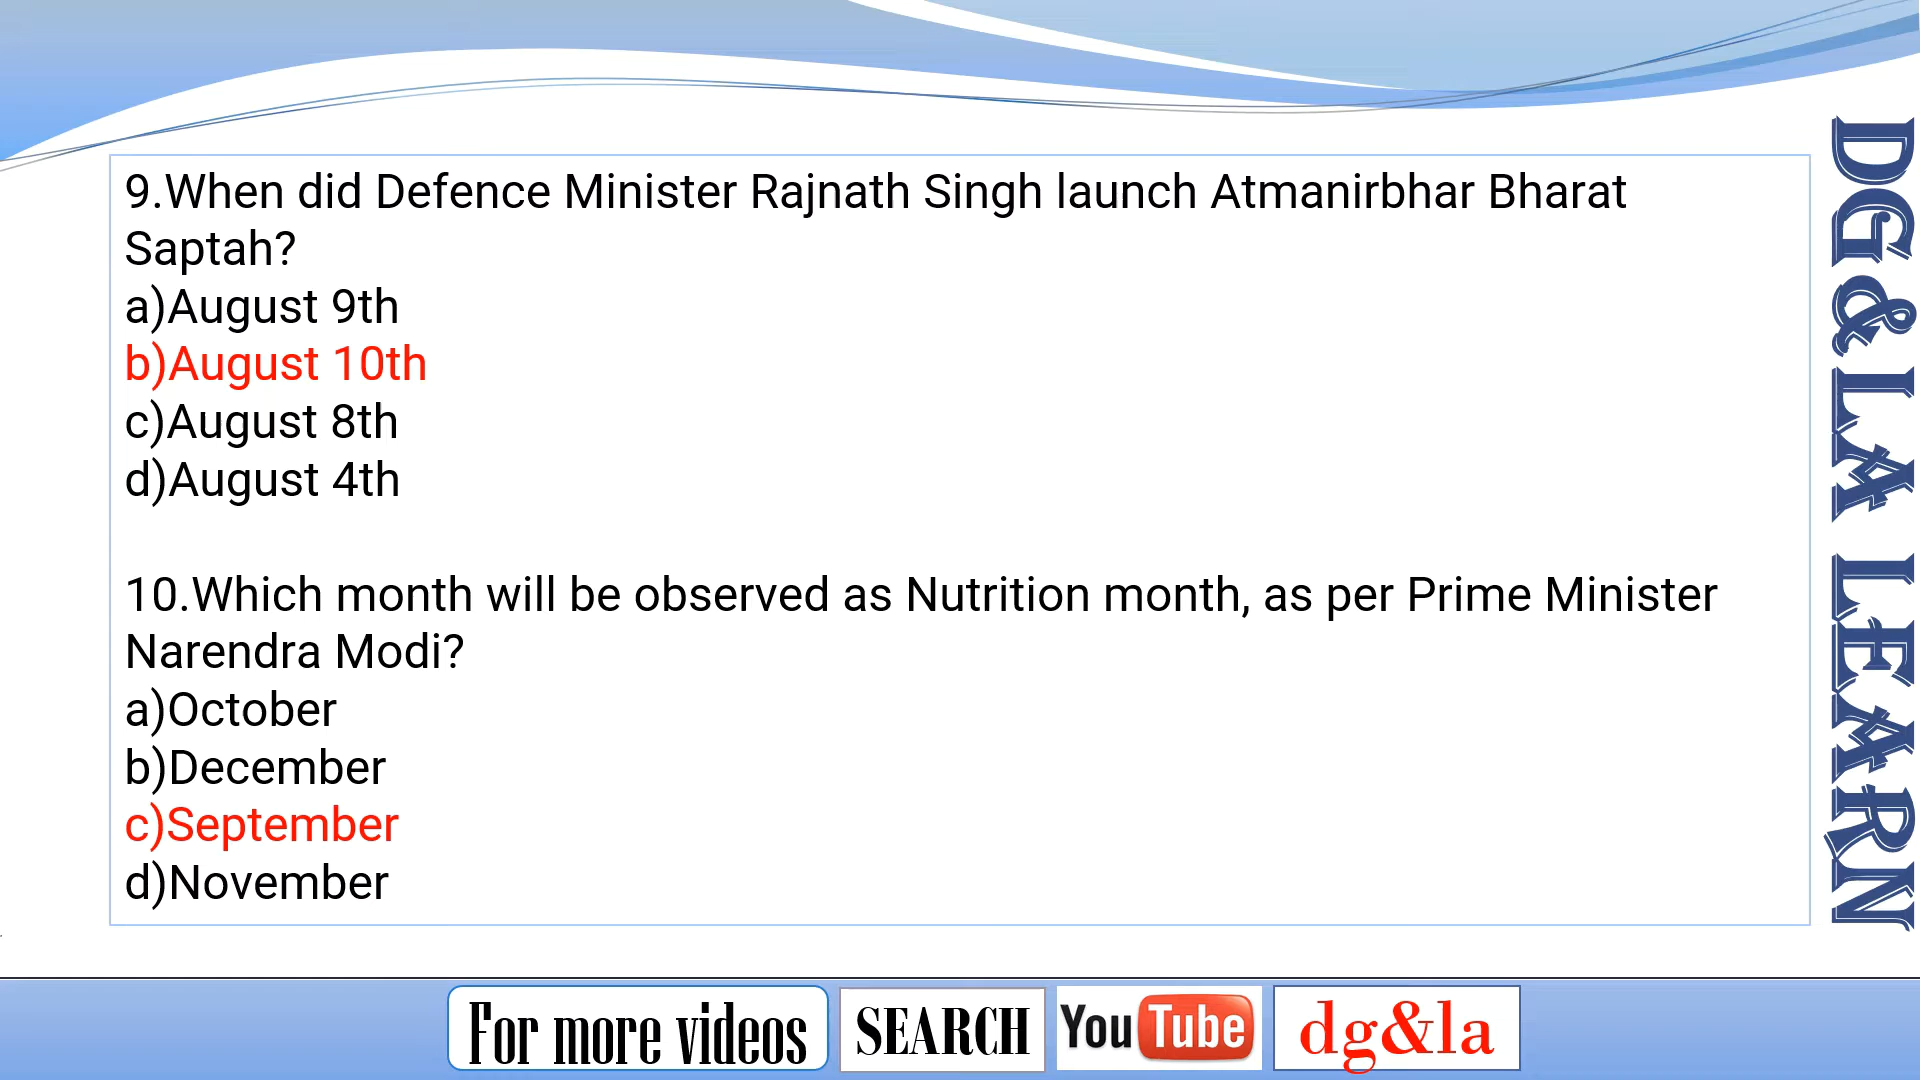 9.When did Defence Minister Rajnath Singh launch Atmanirbhar Bharat
Saptah?
a)August 9th
b)August 10th
c)August 8th
d)August 4th
10.Which month will be observed as Nutrition month, as per Prime Minister
Narendra Modi?
a)October
b)December
c)September
d)November
DG&LA LEARN
For more videos
SEARCH
YouTube
dg&la